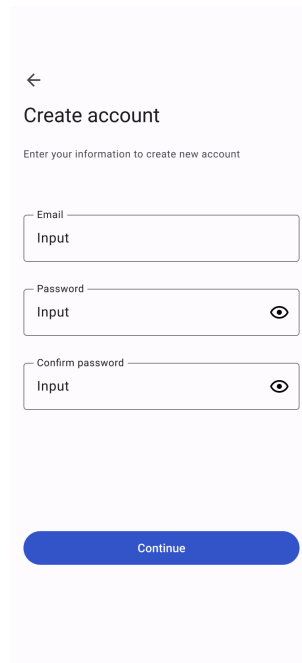 Create account
Enter your information to create new account
Email
Input
Password
Input
Confirm password
Input
Continue